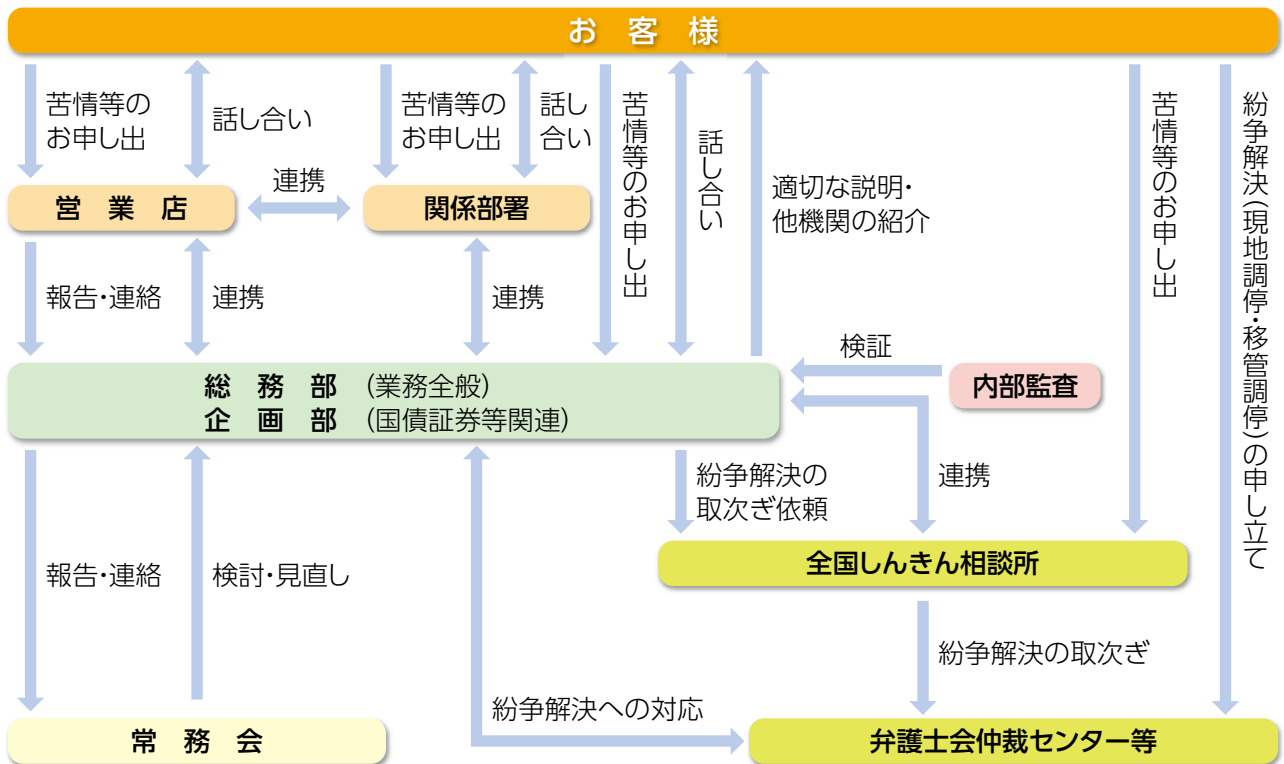 お客様
苦情等の
お申し出
話し合い
苦情等の
お申し出
話し
合い
苦情等のお申し出
話し合い
適切な説明・
他機関の紹介
苦情等のお申し出
紛争解決(現地調停・移管調停)の申し立て
営業店
連携
関係部署
報告・連絡
連携
連携
総務部 (業務全般)
企画部 (国債証券等関連)
検証
内部監査
紛争解決の
取次ぎ依頼
連携
全国しんきん相談所
報告・連絡
検討・見直し
紛争解決の取次ぎ
紛争解決への対応
常務会
弁護士会仲裁センター等